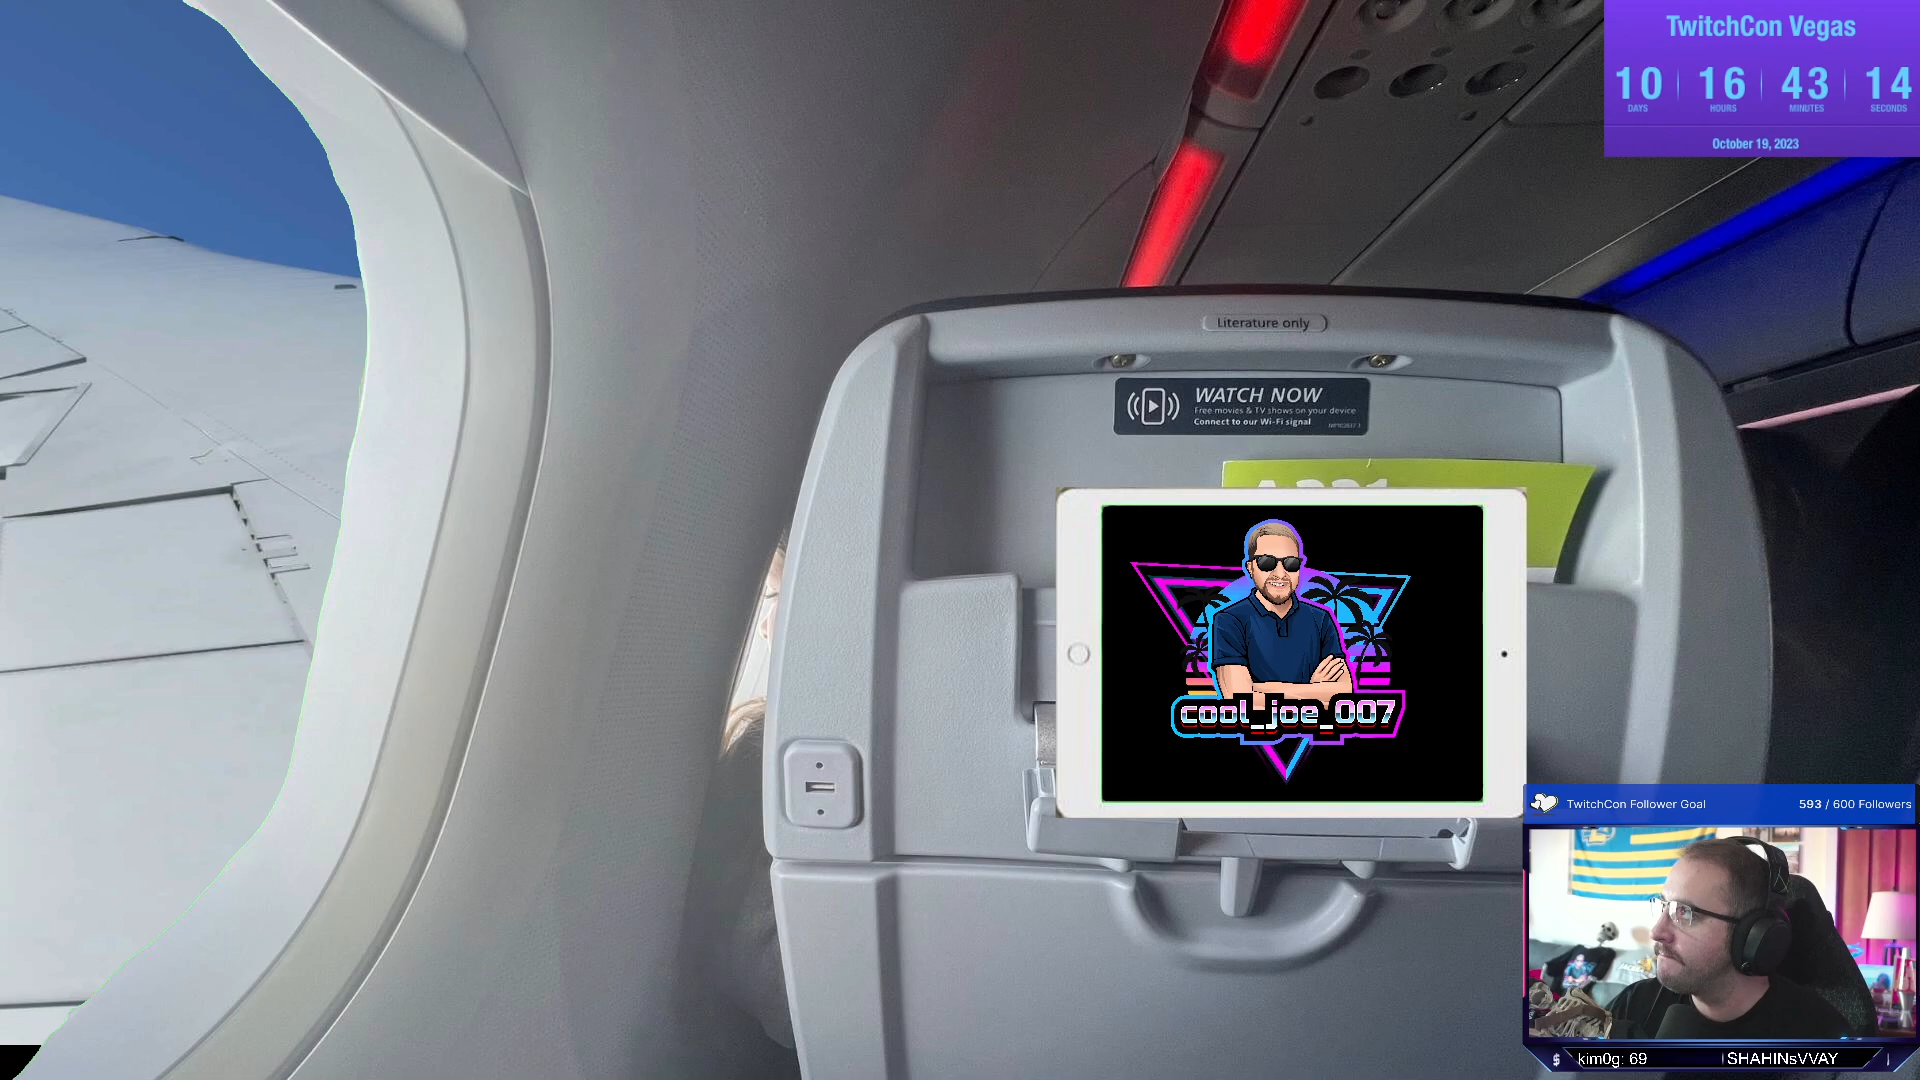 TwitchCon Vegas
10 16 43 14
DAYS HOURS MINUTES SECONDS
October 19, 2023
Literature only
WATCH NOW
Free movies & TV shows on your device
Connect to our Wi-Fi signal
A321
cool_joe_007
TwitchCon Follower Goal 593 / 600 Followers
$ kim0g: 69 SHAHINsVVAY